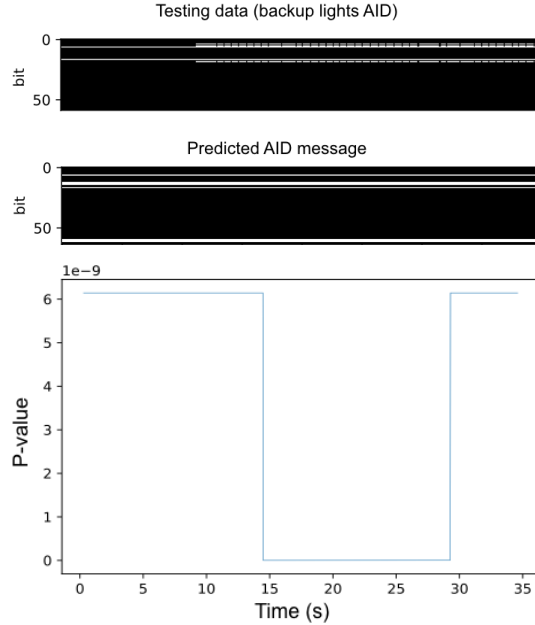 Testing data (backup lights AID)
0
bit
50
Predicted AID message
0
bit
50
1e−9
6
5
4
P-value
3
2
1
0
0 5 10 15 20 25 30 35
Time (s)